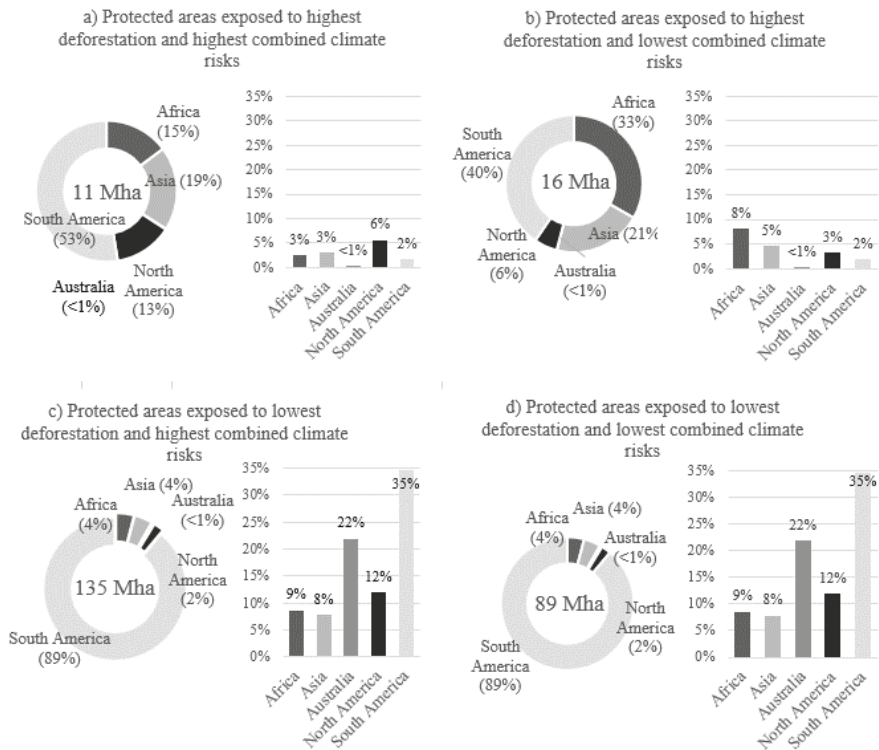 a) Protected areas exposed to highest
deforestation and highest combined climate
risks
Africa
(15%)
Asia (19%)
11 Mha
South America
(53%)
Australia
(<1%)
North
America
(13%)
35%
30%
25%
20%
15%
10%
5%
0%
3%
3%
<1%
6%
2%
Africa
Asia
Australia
North America
South America
b) Protected areas exposed to highest
deforestation and lowest combined climate
risks
Africa
(33%)
South
America
(40%)
16 Mha
Asia (21%
North
America
(6%)
Australia
(<1%)
35%
30%
25%
20%
15%
10%
5%
0%
8%
5%
<1%
3%
2%
Africa
Asia
Australia
North America
South America
c) Protected areas exposed to lowest
deforestation and highest combined climate
risks
Asia (4%)
Africa
(4%)
Australia
(<1%)
North
America
(2%)
135 Mha
South America
(89%)
35%
30%
25%
20%
15%
10%
5%
0%
9%
8%
22%
12%
35%
Africa
Asia
Australia
North America
South America
d) Protected areas exposed to lowest
deforestation and lowest combined climate
risks
Asia (4%)
Africa
(4%)
Australia
(<1%)
89 Mha
North
America
(2%)
South
America
(89%)
35%
30%
25%
20%
15%
10%
5%
0%
9%
8%
22%
12%
35%
Africa
Asia
Australia
North America
South America